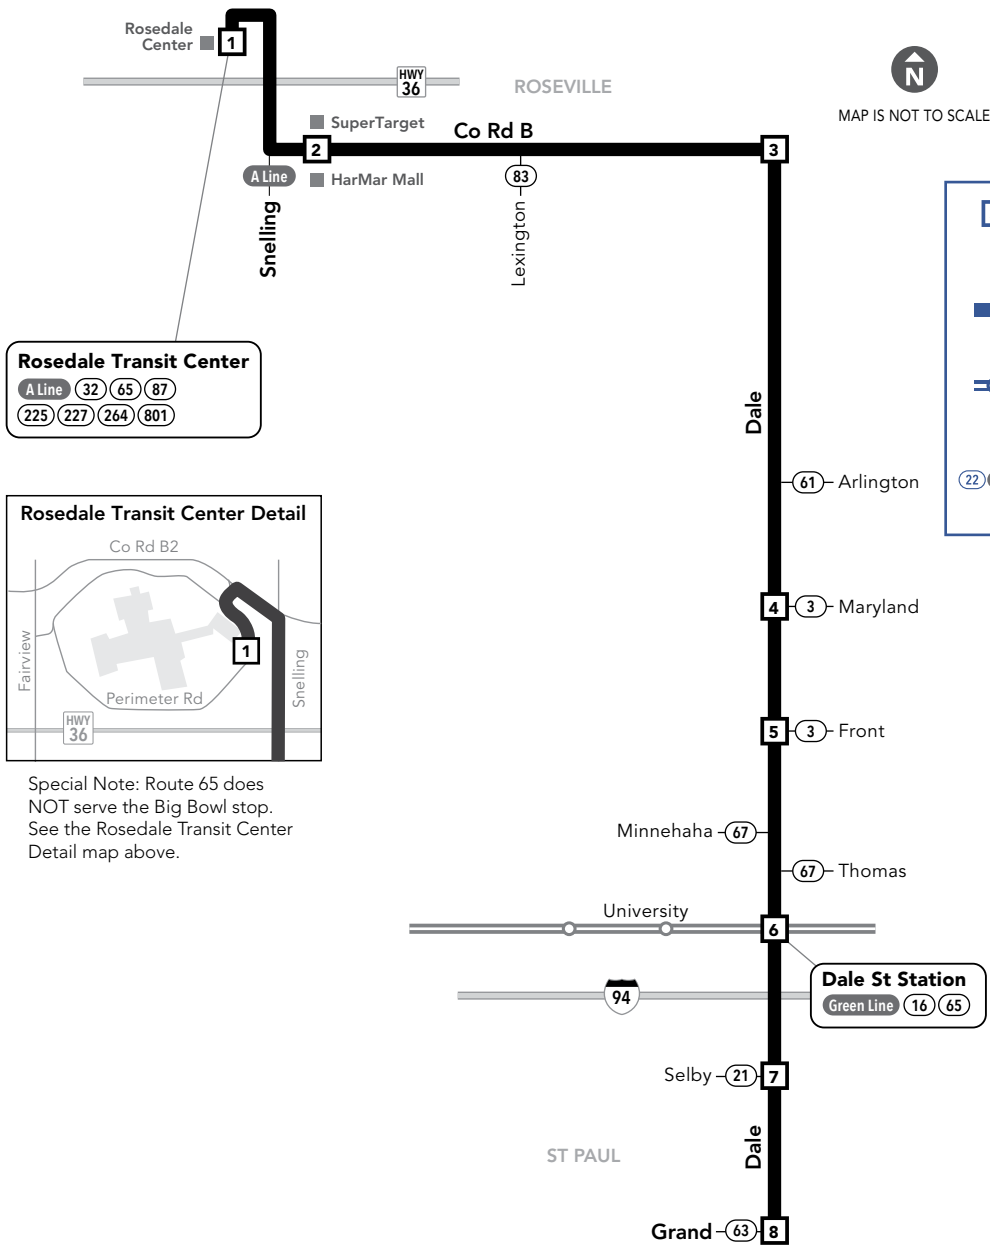 Rosedale
Center
1
HWY
36
ROSEVILLE
N
MAP IS NOT TO SCALE
SuperTarget
Co Rd B
2
3
A Line
HarMar Mall
83
Snelling
Lexington
Rosedale Transit Center
A Line 32 65 87
225 227 264 801
Dale
61 Arlington
22
Rosedale Transit Center Detail
Co Rd B2
1
Fairview
Snelling
Perimeter Rd
HWY
36
Special Note: Route 65 does
NOT serve the Big Bowl stop.
See the Rosedale Transit Center
Detail map above.
4 3 Maryland
5 3 Front
Minnehaha 67
67 Thomas
University
6
Dale St Station
Green Line 16 65
94
Selby 21 7
Dale
ST PAUL
Grand 63 8